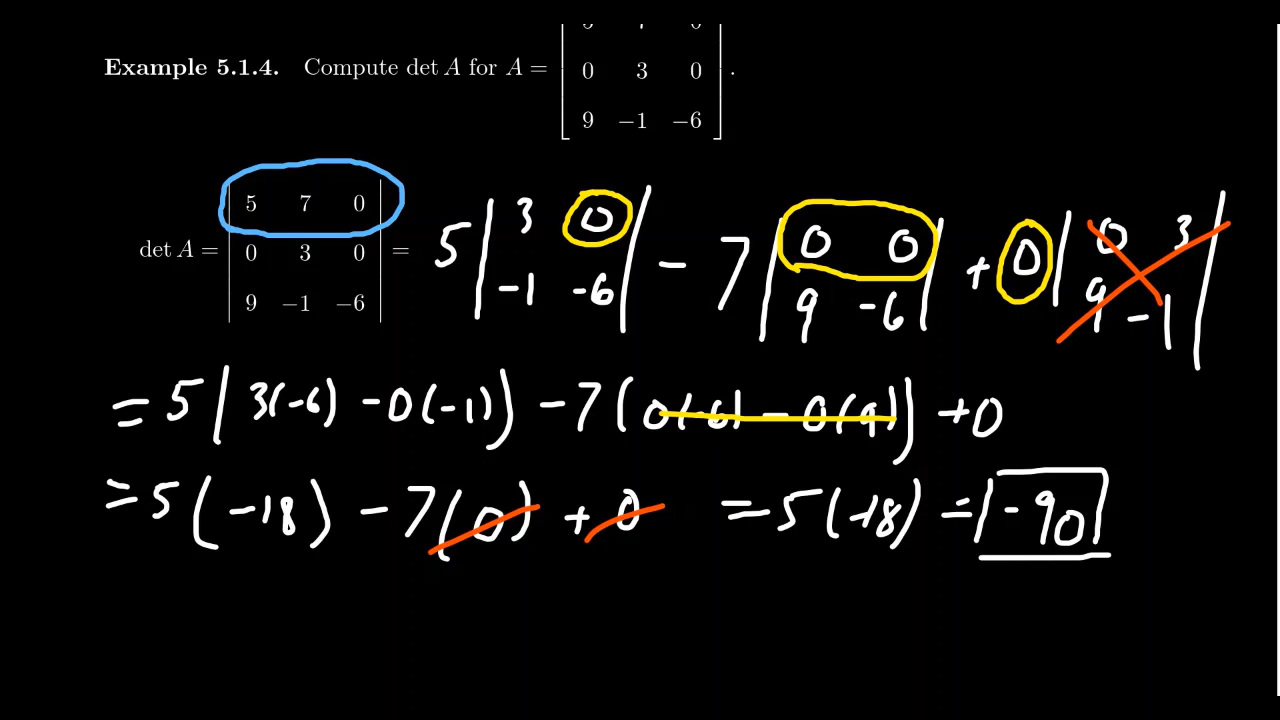 5 7 0
Example 5.1.4. Compute det A for A = [ 0 3 0 ] .
9 −1 −6
5 7 0
det A = | 0 3 0 | =
9 −1 −6
5 | 3 0 | - 7 | 0 0 | + 0 | 0 3 |
-1 -6 9 -6 9 -1
= 5 ( 3(-6) - 0(-1) ) - 7 ( 0(-6) - 0(9) ) + 0
= 5 ( -18 ) - 7 ( 0 ) + 0 = 5 ( -18 ) = -90